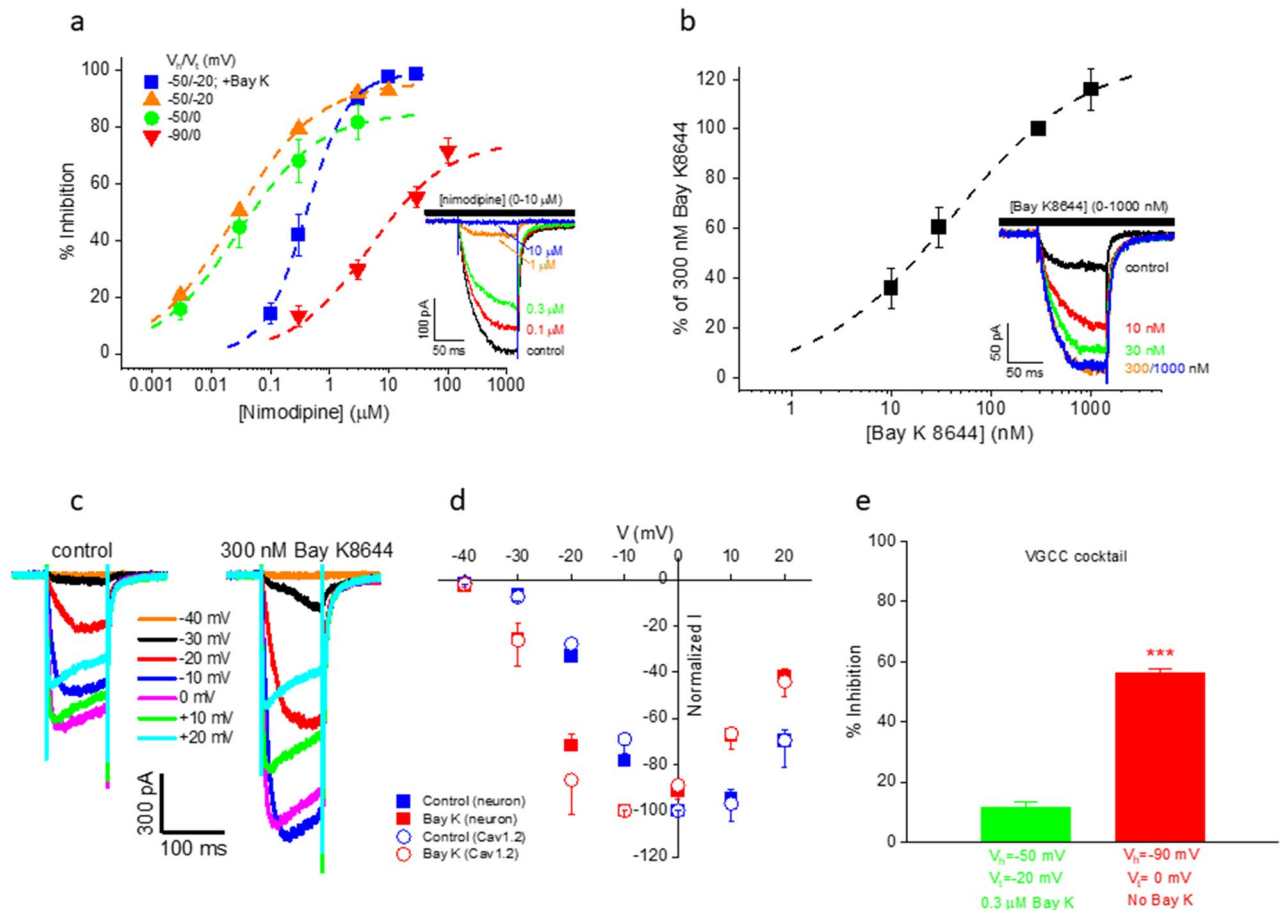 a
V_h/V_t (mV)
-50/-20; +Bay K
-50/-20
-50/0
-90/0
% Inhibition
100
80
60
40
20
0
0.001 0.01 0.1 1 10 100 1000
[Nimodipine] (μM)
[nimodipine] (0-10 μM)
10 μM
1 μM
0.3 μM
0.1 μM
control
100 pA
50 ms
b
% of 300 nM Bay K8644
120
100
80
60
40
20
0
1 10 100 1000
[Bay K 8644] (nM)
[Bay K8644] (0-1000 nM)
control
10 nM
30 nM
300/1000 nM
50 pA
50 ms
c
control
300 nM Bay K8644
-40 mV
-30 mV
-20 mV
-10 mV
0 mV
+10 mV
+20 mV
300 pA
100 ms
d
V (mV)
-40 -30 -20 -10 0 10 20
Normalized I
-20
-40
-60
-80
-100
-120
Control (neuron)
Bay K (neuron)
Control (Cav1.2)
Bay K (Cav1.2)
e
VGCC cocktail
% Inhibition
100
80
60
40
20
0
***
V_h=-50 mV
V_t=-20 mV
0.3 μM Bay K
V_h=-90 mV
V_t= 0 mV
No Bay K